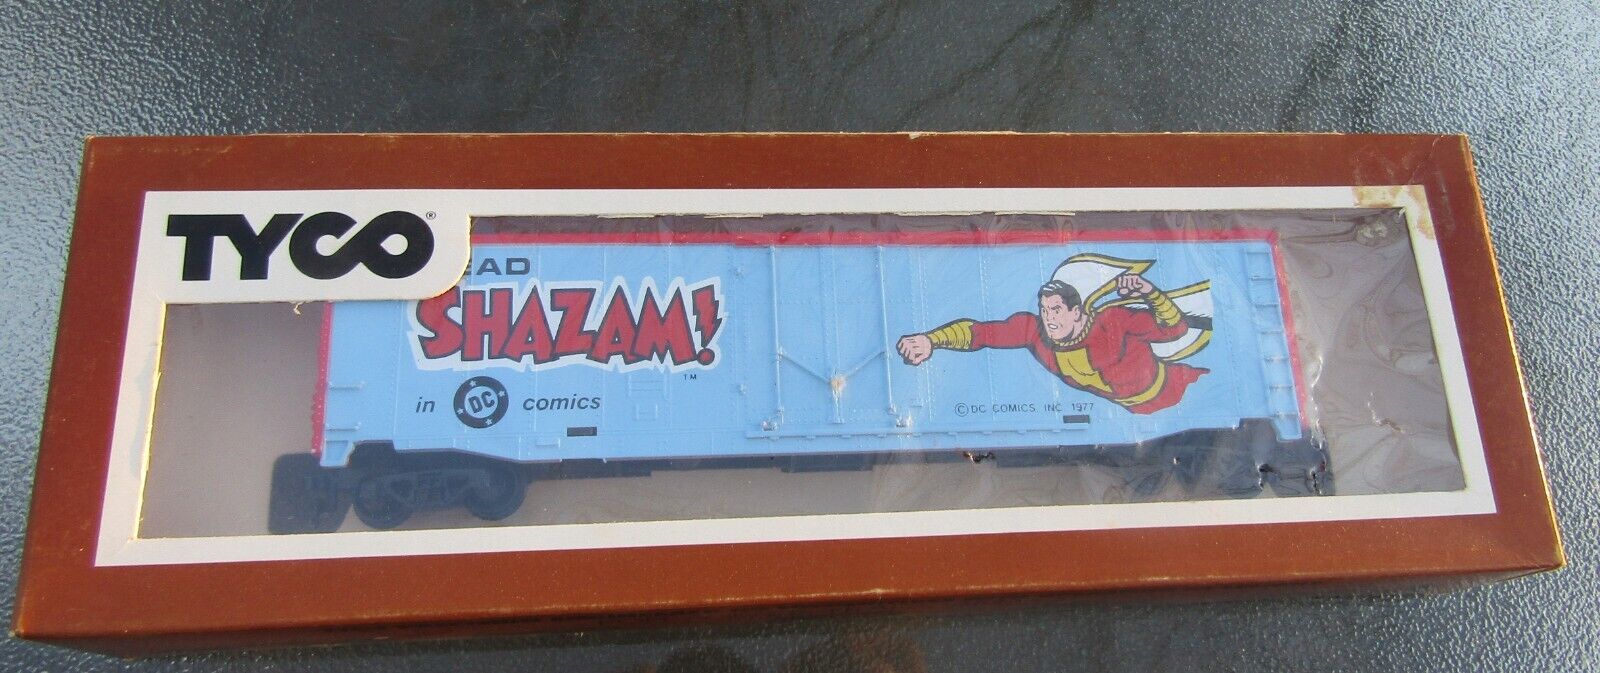 TYCO®
EAD
SHAZAM!
TM
in DC comics
©DC COMICS INC. 1977